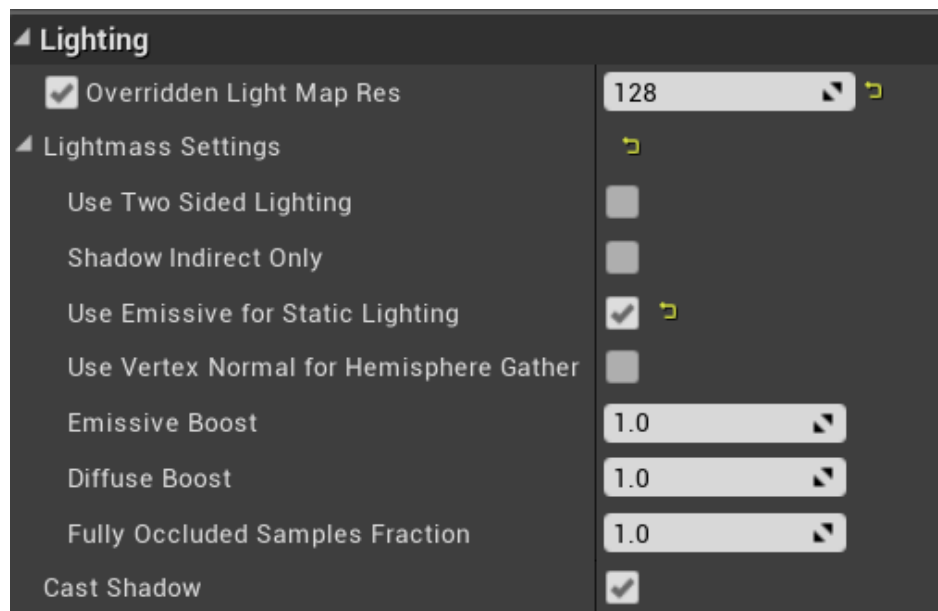 Lighting
Overridden Light Map Res 128
Lightmass Settings
Use Two Sided Lighting
Shadow Indirect Only
Use Emissive for Static Lighting
Use Vertex Normal for Hemisphere Gather
Emissive Boost 1.0
Diffuse Boost 1.0
Fully Occluded Samples Fraction 1.0
Cast Shadow